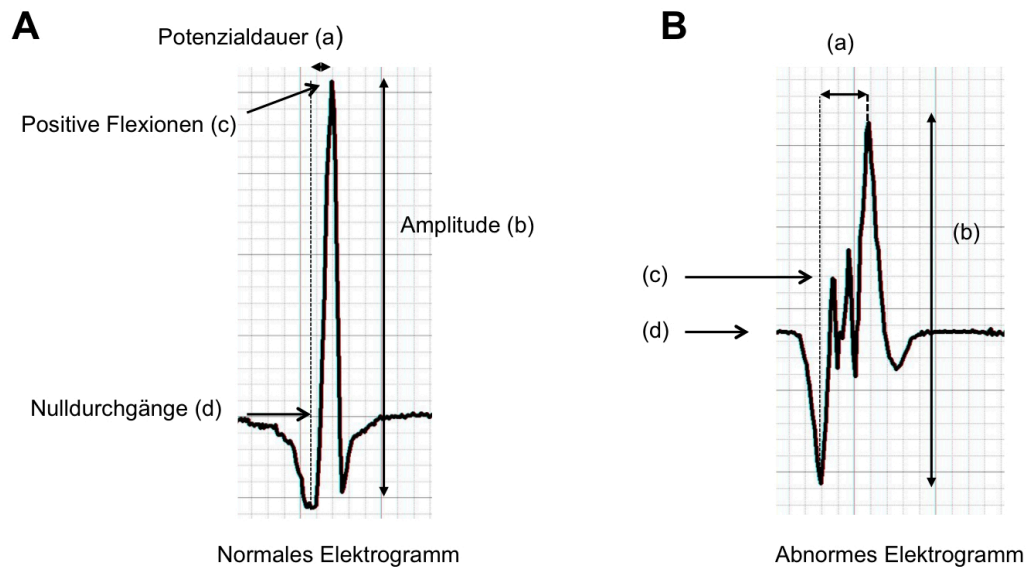 A
Potenzialdauer (a)
Positive Flexionen (c)
Amplitude (b)
Nulldurchgänge (d)
Normales Elektrogramm
B
(a)
(b)
(c)
(d)
Abnormes Elektrogramm